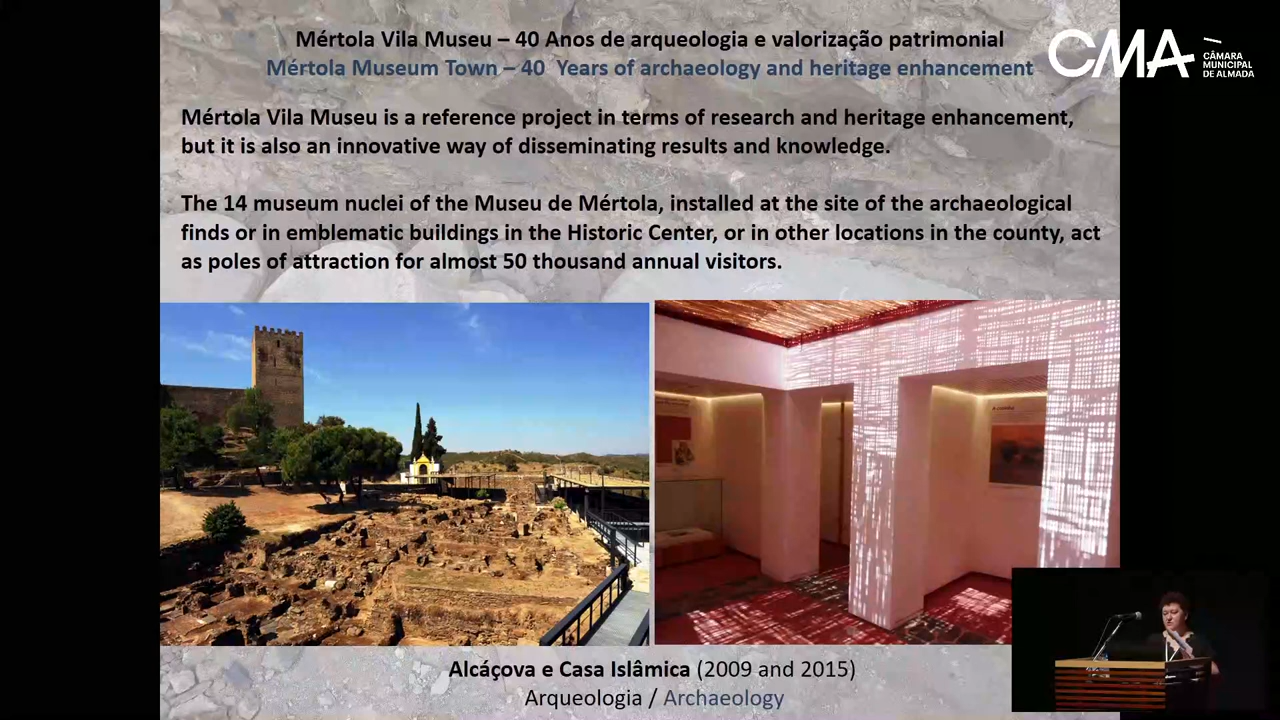 Mértola Vila Museu – 40 Anos de arqueologia e valorização patrimonial
Mértola Museum Town – 40 Years of archaeology and heritage enhancement
CMA
CÂMARA
MUNICIPAL
DE ALMADA
Mértola Vila Museu is a reference project in terms of research and heritage enhancement,
but it is also an innovative way of disseminating results and knowledge.
The 14 museum nuclei of the Museu de Mértola, installed at the site of the archaeological
finds or in emblematic buildings in the Historic Center, or in other locations in the county, act
as poles of attraction for almost 50 thousand annual visitors.
Alcáçova e Casa Islâmica (2009 and 2015)
Arqueologia / Archaeology